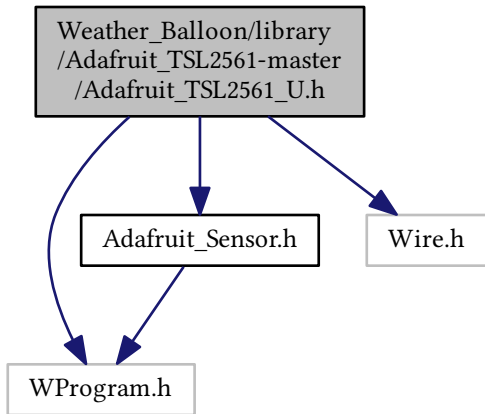 Weather_Balloon/library
/Adafruit_TSL2561-master
/Adafruit_TSL2561_U.h
Adafruit_Sensor.h
Wire.h
WProgram.h